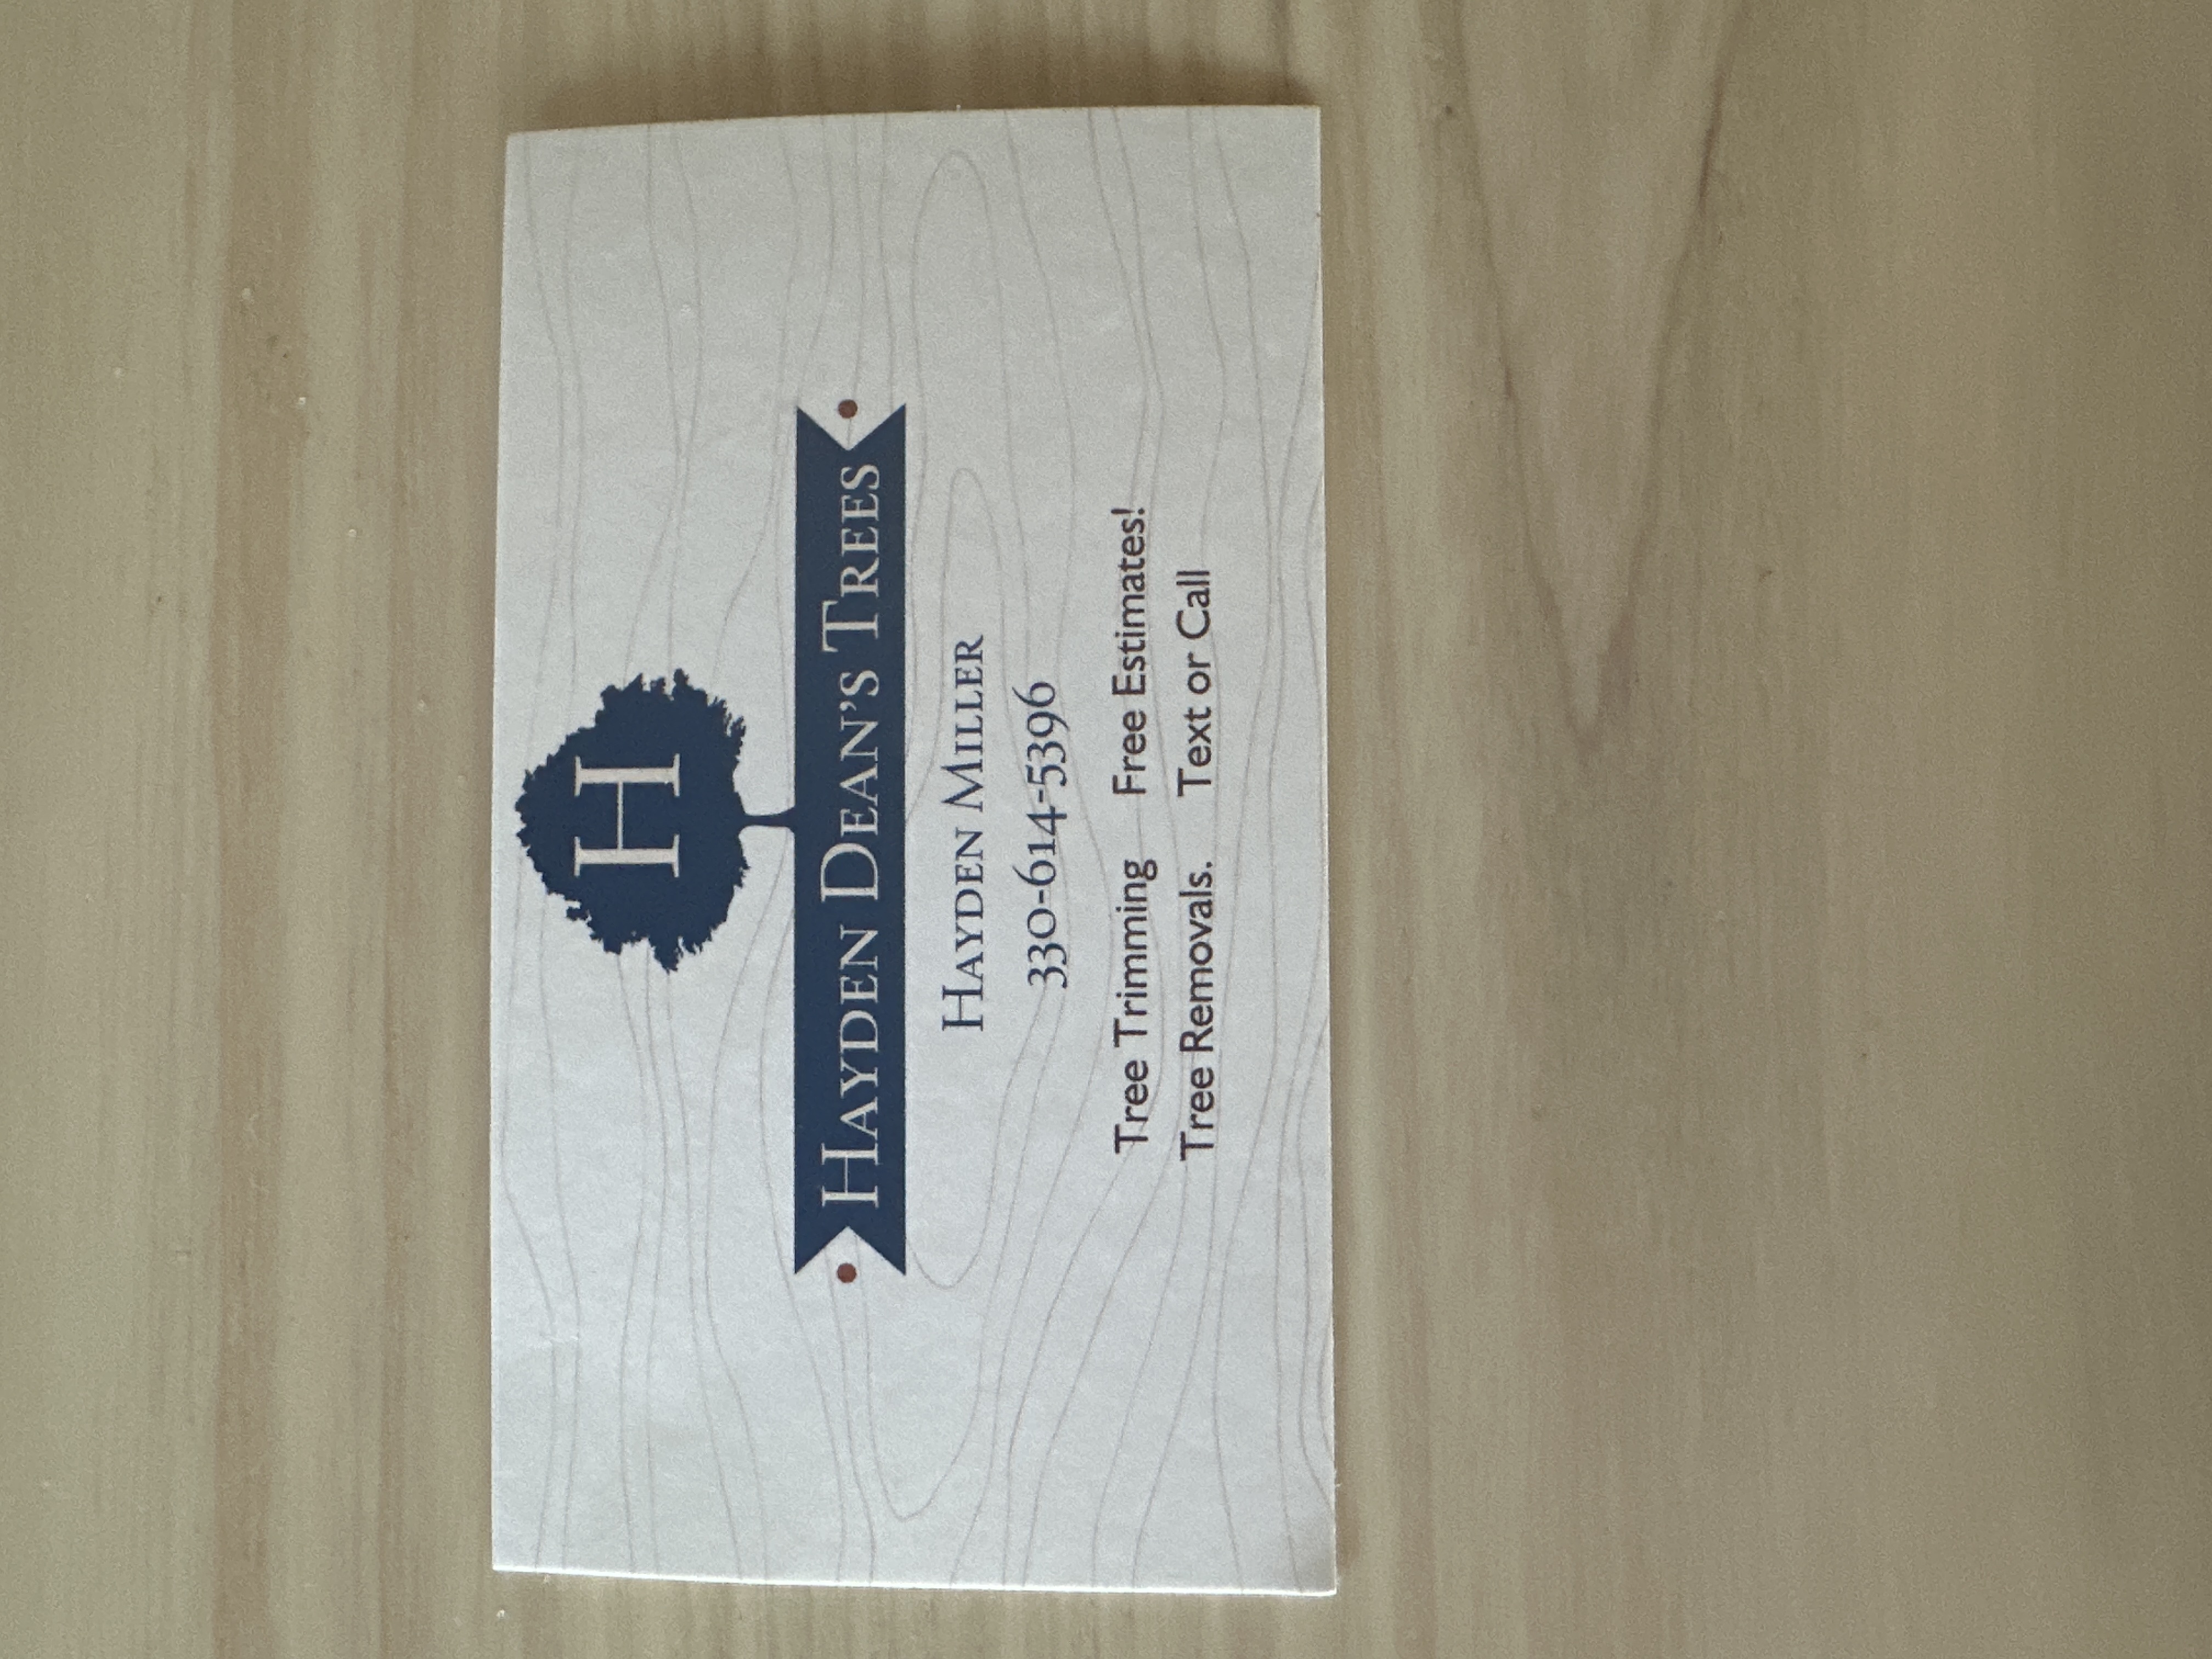 H
Hayden Dean's Trees
Hayden Miller
330-614-5396
Tree Trimming Free Estimates!
Tree Removals. Text or Call